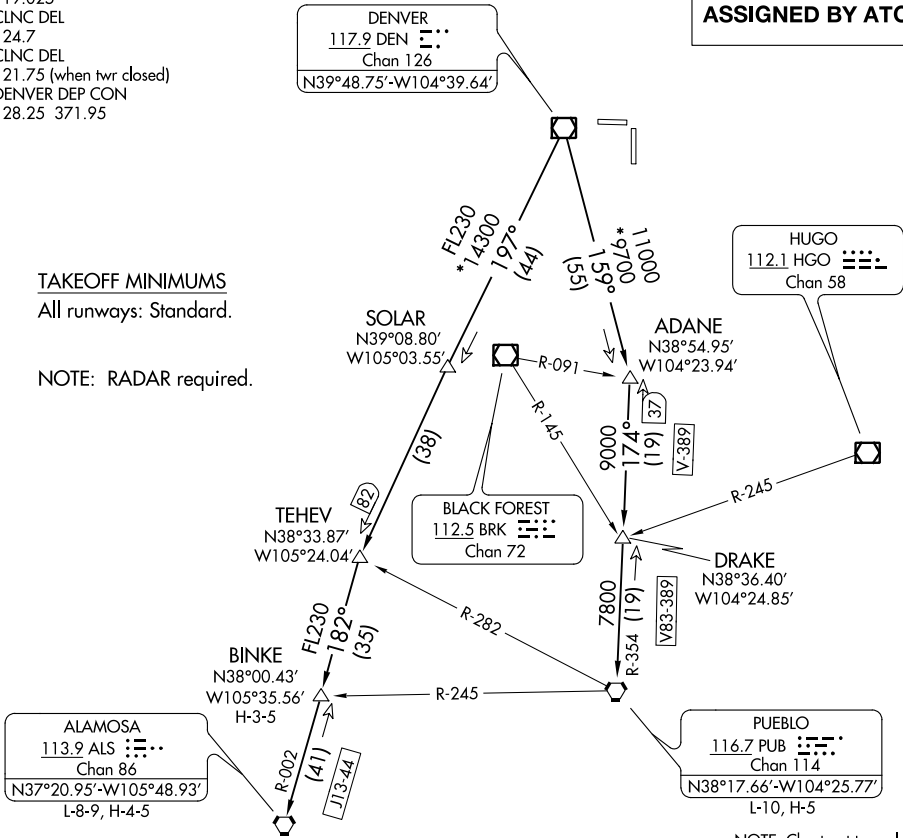 CLNC DEL
24.7
CLNC DEL
21.75 (when twr closed)
DENVER DEP CON
28.25 371.95
ASSIGNED BY ATC
DENVER
117.9 DEN
Chan 126
N39°48.75'-W104°39.64'
FL230
*14300
197°
(44)
11000
*9700
159°
(55)
HUGO
112.1 HGO
Chan 58
TAKEOFF MINIMUMS
All runways: Standard.
NOTE: RADAR required.
SOLAR
N39°08.80'
W105°03.55'
ADANE
N38°54.95'
W104°23.94'
R-091
R-145
37
9000
174°
(19)
V-389
(38)
R-245
82
BLACK FOREST
112.5 BRK
Chan 72
TEHEV
N38°33.87'
W105°24.04'
DRAKE
N38°36.40'
W104°24.85'
R-282
7800
(19)
R-354
V83-389
FL230
182°
(35)
BINKE
N38°00.43'
W105°35.56'
H-3-5
R-245
R-002
(41)
J13-44
ALAMOSA
113.9 ALS
Chan 86
N37°20.95'-W105°48.93'
L-8-9, H-4-5
PUEBLO
116.7 PUB
Chan 114
N38°17.66'-W104°25.77'
L-10, H-5